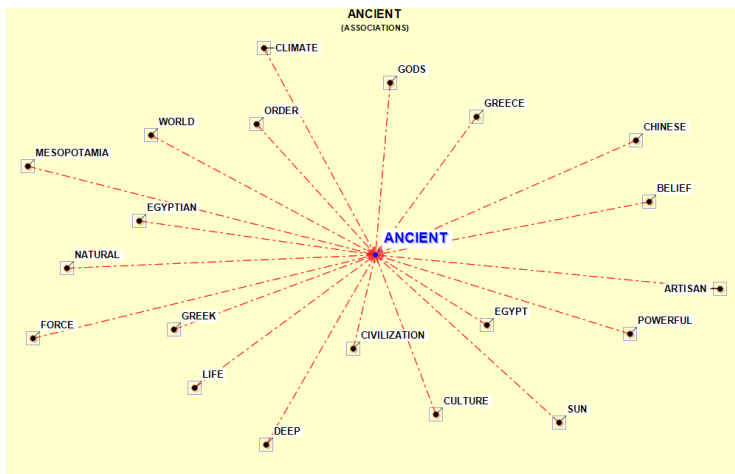 ANCIENT
(ASSOCIATIONS)
CLIMATE
GODS
GREECE
ORDER
WORLD
CHINESE
MESOPOTAMIA
BELIEF
EGYPTIAN
ANCIENT
NATURAL
ARTISAN
EGYPT
GREEK
FORCE
POWERFUL
CIVILIZATION
LIFE
CULTURE
SUN
DEEP